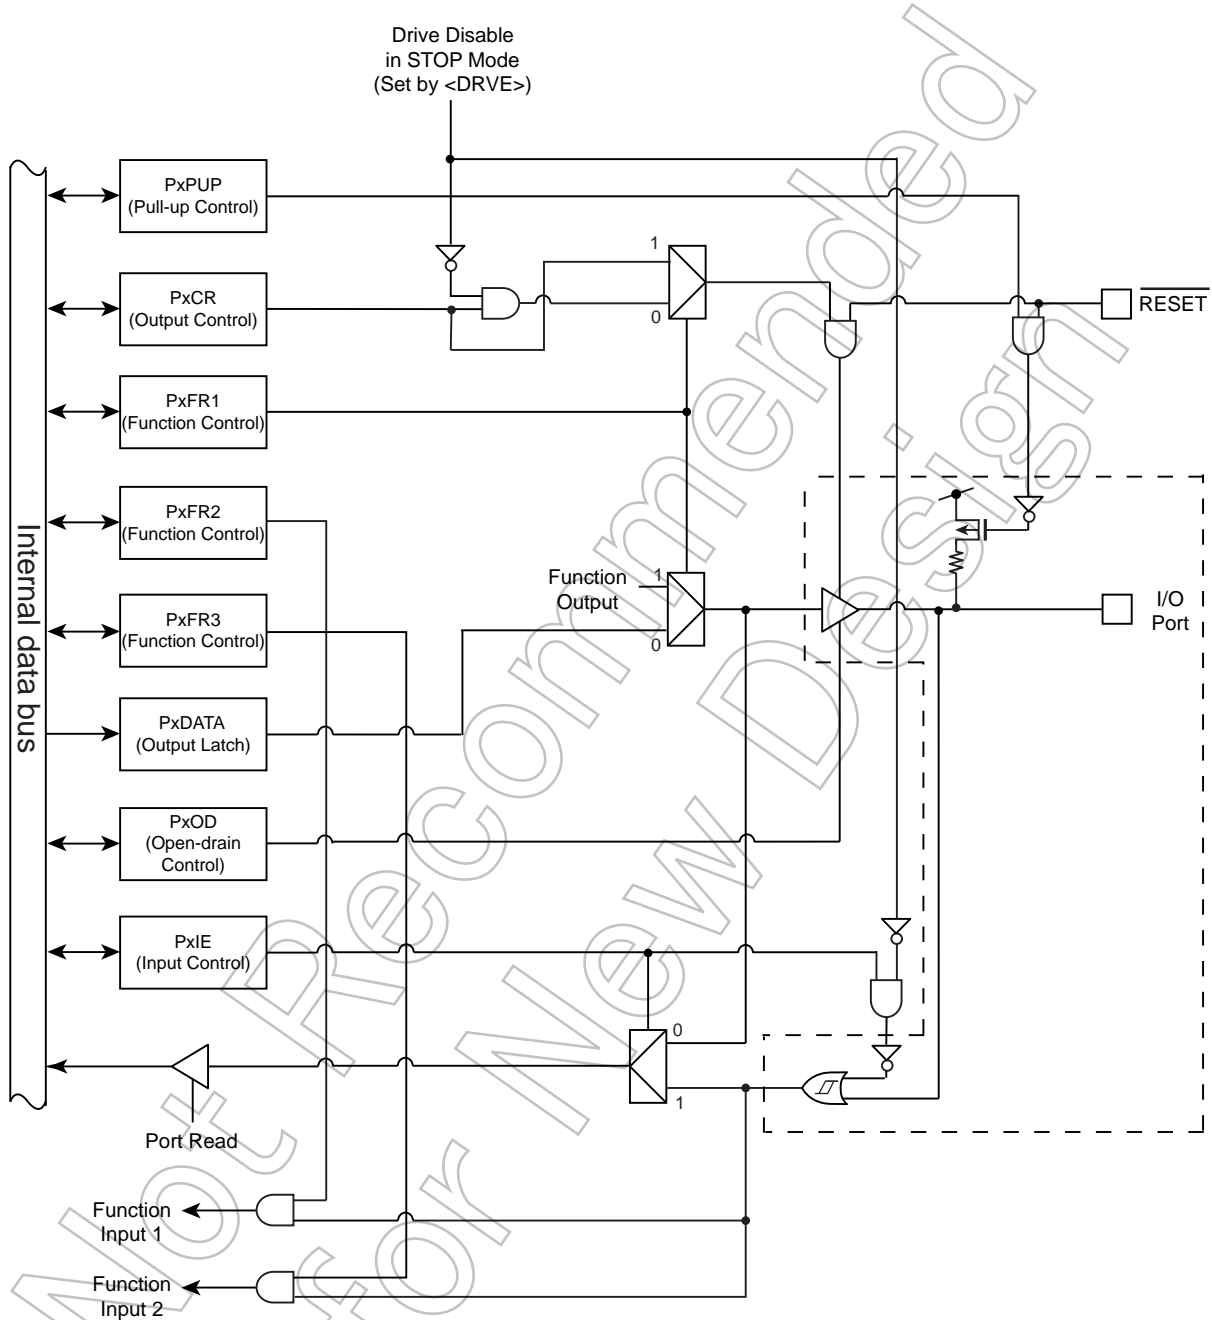 Drive Disable
in STOP Mode
(Set by <DRVE>)
PxPUP
(Pull-up Control)
1
PxCR
(Output Control)
0
RESET
PxFR1
(Function Control)
PxFR2
(Function Control)
Internal data bus
Function
Output
1
0
I/O
Port
PxFR3
(Function Control)
PxDATA
(Output Latch)
PxOD
(Open-drain
Control)
PxIE
(Input Control)
0
1
Port Read
Function
Input 1
Function
Input 2
Not Recommended
for New Design